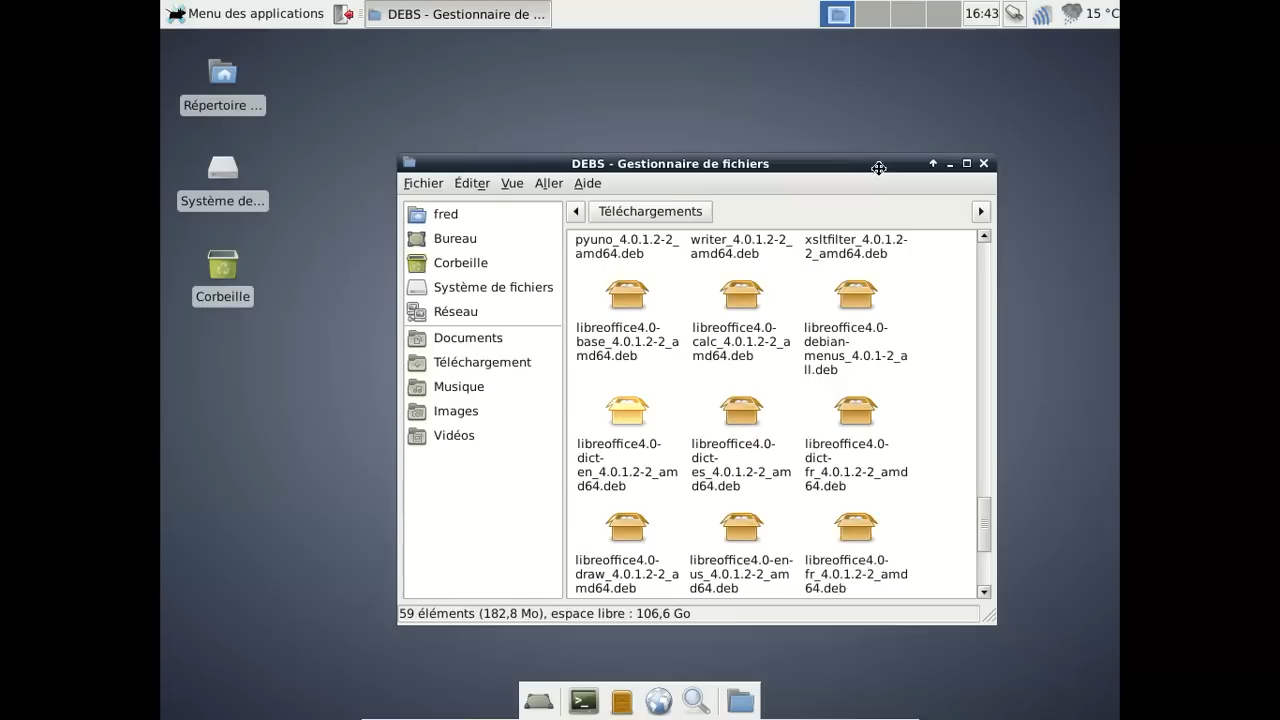 Menu des applications
DEBS - Gestionnaire de ...
16:43
15 °C
Répertoire ...
Système de...
Corbeille
DEBS - Gestionnaire de fichiers
Fichier Éditer Vue Aller Aide
Téléchargements
fred
Bureau
Corbeille
Système de fichiers
Réseau
Documents
Téléchargement
Musique
Images
Vidéos
pyuno_4.0.1.2-2_
amd64.deb
writer_4.0.1.2-2_
amd64.deb
xsltfilter_4.0.1.2-
2_amd64.deb
libreoffice4.0-
base_4.0.1.2-2_a
md64.deb
libreoffice4.0-
calc_4.0.1.2-2_a
md64.deb
libreoffice4.0-
debian-
menus_4.0.1-2_a
ll.deb
libreoffice4.0-
dict-
en_4.0.1.2-2_am
d64.deb
libreoffice4.0-
dict-
es_4.0.1.2-2_am
d64.deb
libreoffice4.0-
dict-
fr_4.0.1.2-2_amd
64.deb
libreoffice4.0-
draw_4.0.1.2-2_a
md64.deb
libreoffice4.0-en-
us_4.0.1.2-2_am
d64.deb
libreoffice4.0-
fr_4.0.1.2-2_amd
64.deb
59 éléments (182,8 Mo), espace libre : 106,6 Go